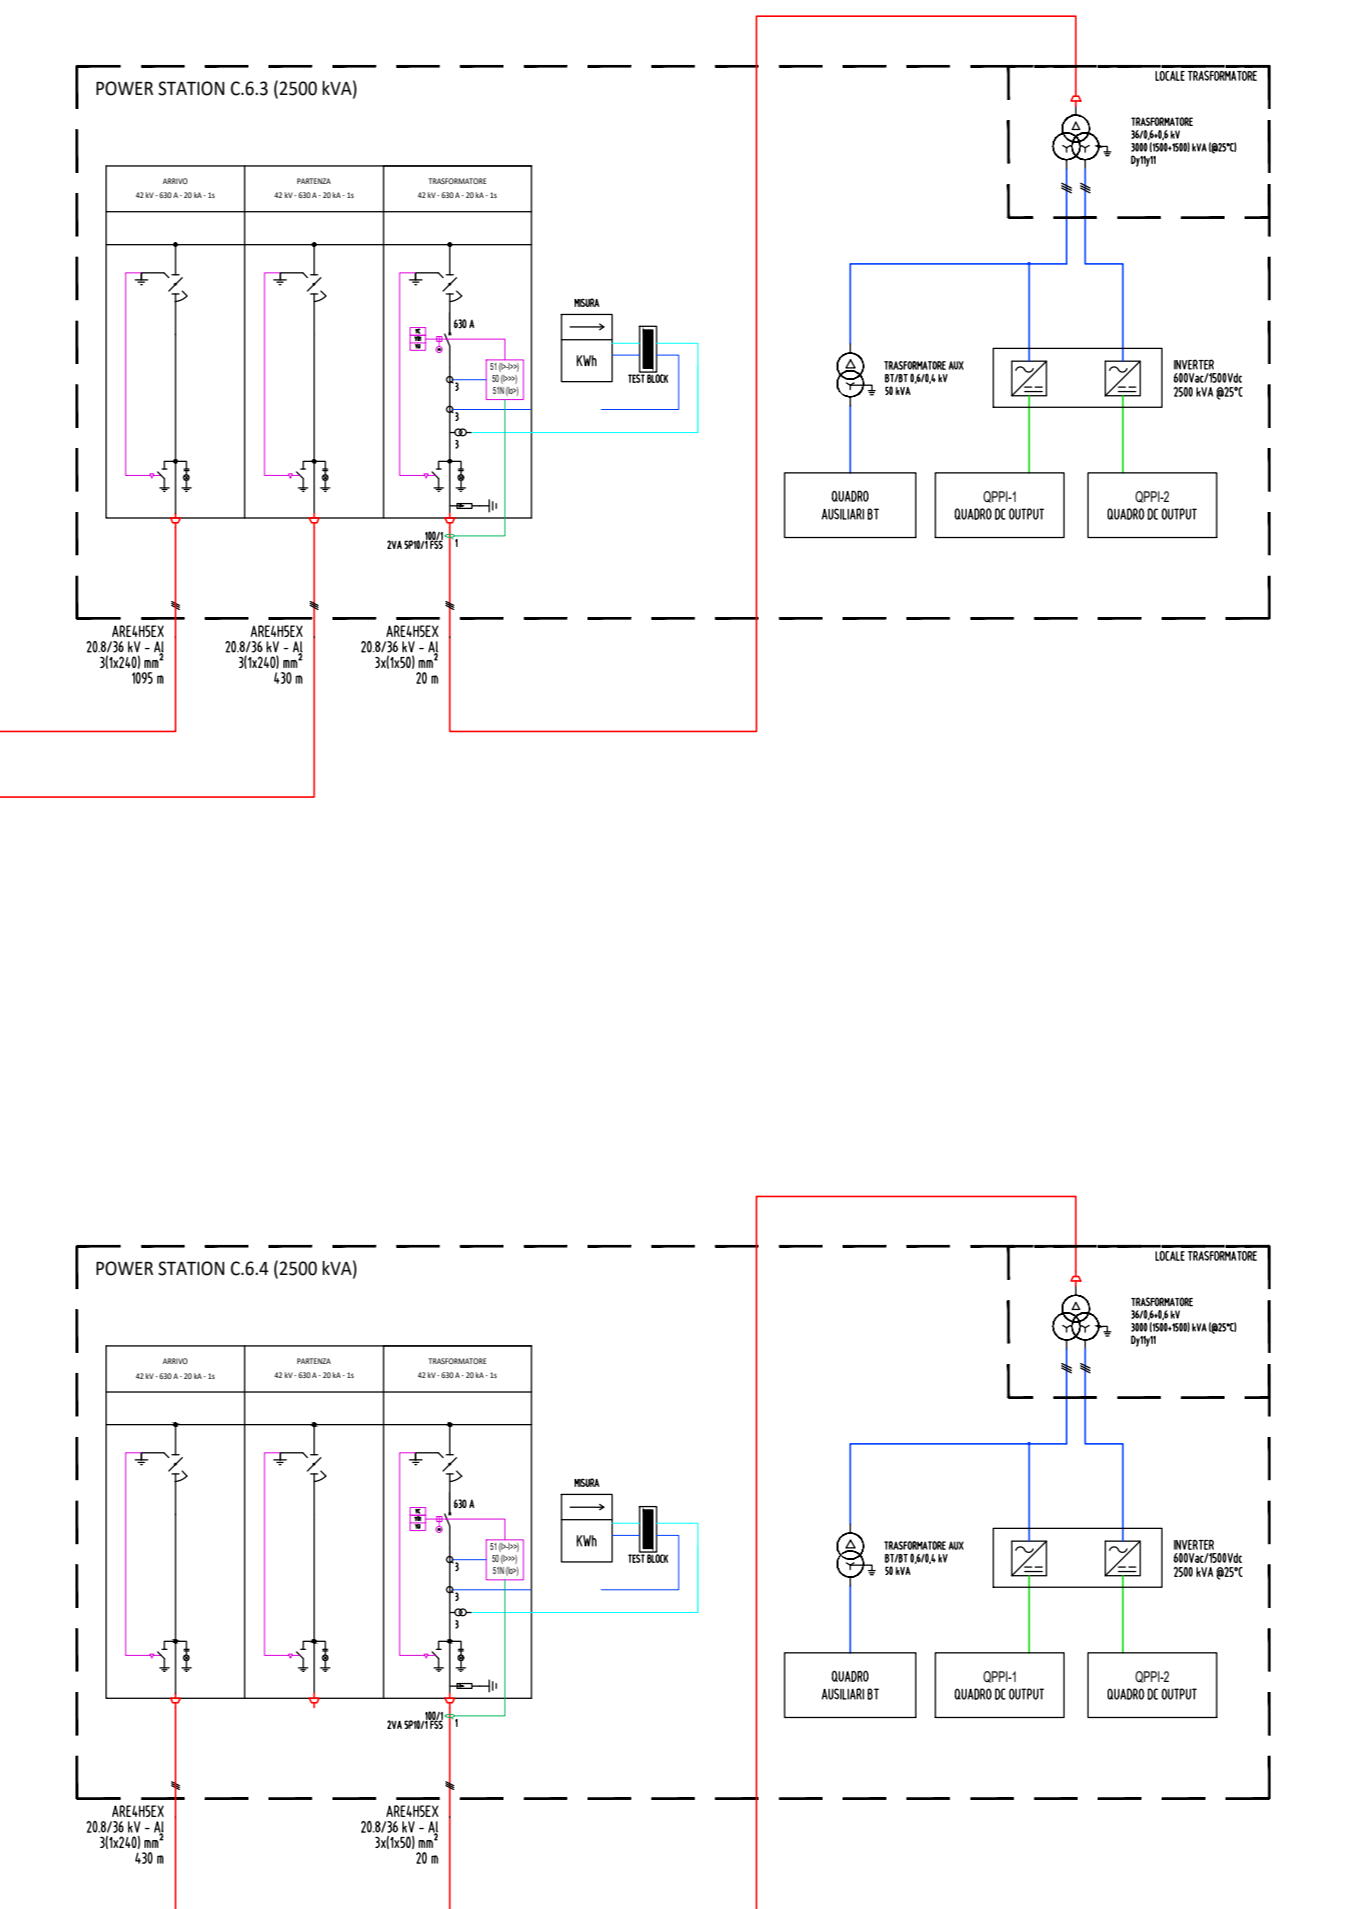 POWER STATION C.6.3 (2500 kVA)
LOCALE TRASFORMATORE
TRASFORMATORE
36/0,6+0,6 kV
3000 (1500+1500) kVA (@25°C)
Dy11y11
ARRIVO
42 kV - 630 A - 20 kA - 1s
PARTENZA
42 kV - 630 A - 20 kA - 1s
TRASFORMATORE
42 kV - 630 A - 20 kA - 1s
630 A
51 (I>-I>>)
50 (I>>>)
51N (Io>)
3
3
3
MISURA
KWh
TEST BLOCK
TRASFORMATORE AUX
BT/BT 0,6/0,4 kV
50 kVA
INVERTER
600Vac/1500Vdc
2500 kVA @25°C
QUADRO
AUSILIARI BT
QPPI-1
QUADRO DC OUTPUT
QPPI-2
QUADRO DC OUTPUT
100/1
2VA 5P10/1 FS5
1
ARE4H5EX
20.8/36 kV - Al
3(1x240) mm²
1095 m
ARE4H5EX
20.8/36 kV - Al
3(1x240) mm²
430 m
ARE4H5EX
20.8/36 kV - Al
3x(1x50) mm²
20 m
POWER STATION C.6.4 (2500 kVA)
LOCALE TRASFORMATORE
TRASFORMATORE
36/0,6+0,6 kV
3000 (1500+1500) kVA (@25°C)
Dy11y11
ARRIVO
42 kV - 630 A - 20 kA - 1s
PARTENZA
42 kV - 630 A - 20 kA - 1s
TRASFORMATORE
42 kV - 630 A - 20 kA - 1s
630 A
51 (I>-I>>)
50 (I>>>)
51N (Io>)
3
3
3
MISURA
KWh
TEST BLOCK
TRASFORMATORE AUX
BT/BT 0,6/0,4 kV
50 kVA
INVERTER
600Vac/1500Vdc
2500 kVA @25°C
QUADRO
AUSILIARI BT
QPPI-1
QUADRO DC OUTPUT
QPPI-2
QUADRO DC OUTPUT
100/1
2VA 5P10/1 FS5
1
ARE4H5EX
20.8/36 kV - Al
3(1x240) mm²
430 m
ARE4H5EX
20.8/36 kV - Al
3x(1x50) mm²
20 m